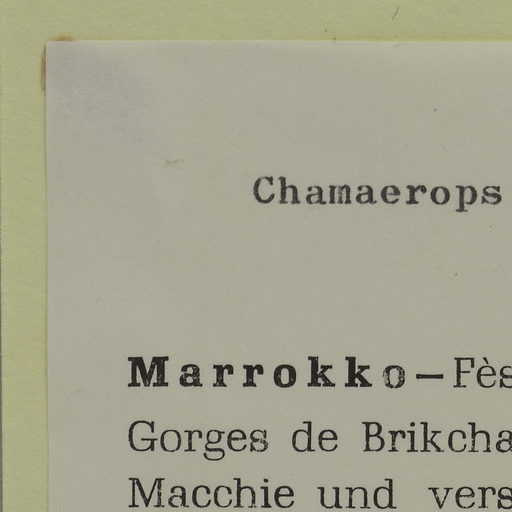 Chamaerops
Marrokko–Fès
Gorges de Brikcha
Macchie und vers